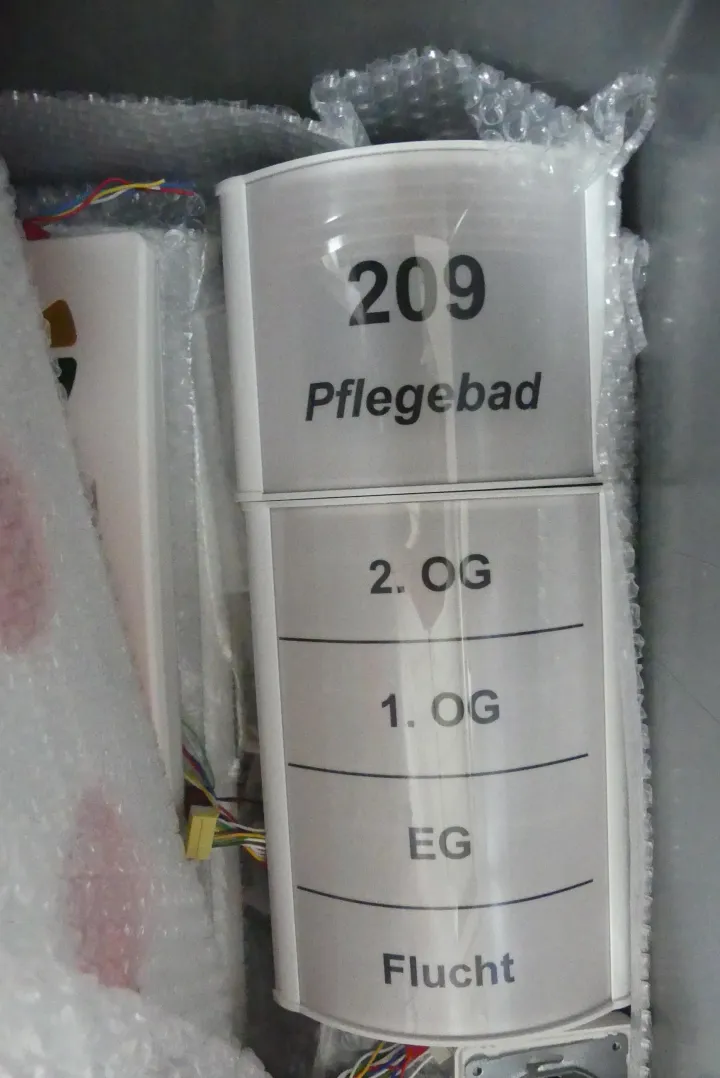 209
Pflegebad
2. OG
1. OG
EG
Flucht